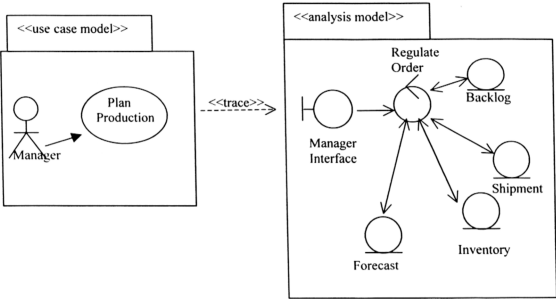 <<use case model>>
Plan
Production
Manager
<<trace>>
<<analysis model>>
Regulate
Order
Backlog
Manager
Interface
Shipment
Inventory
Forecast